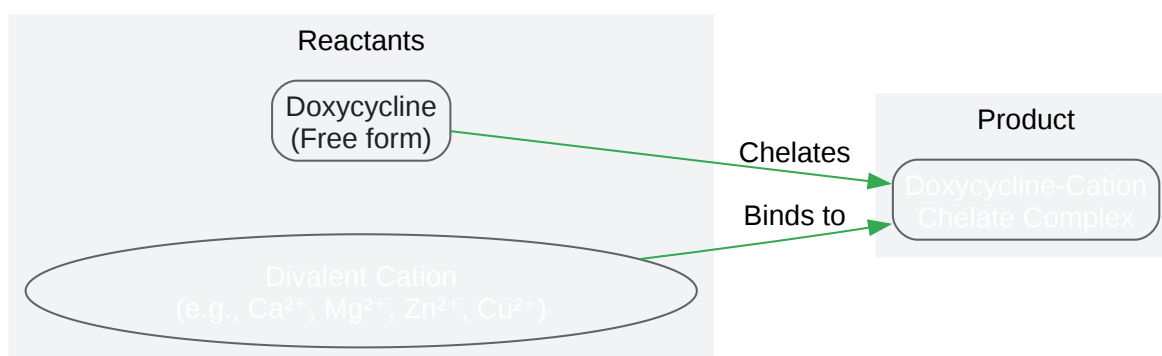 Reactants
Doxycycline
(Free form)
Chelates
Binds to
Divalent Cation
(e.g., Ca²⁺, Mg²⁺, Zn²⁺, Cu²⁺)
Product
Doxycycline-Cation
Chelate Complex